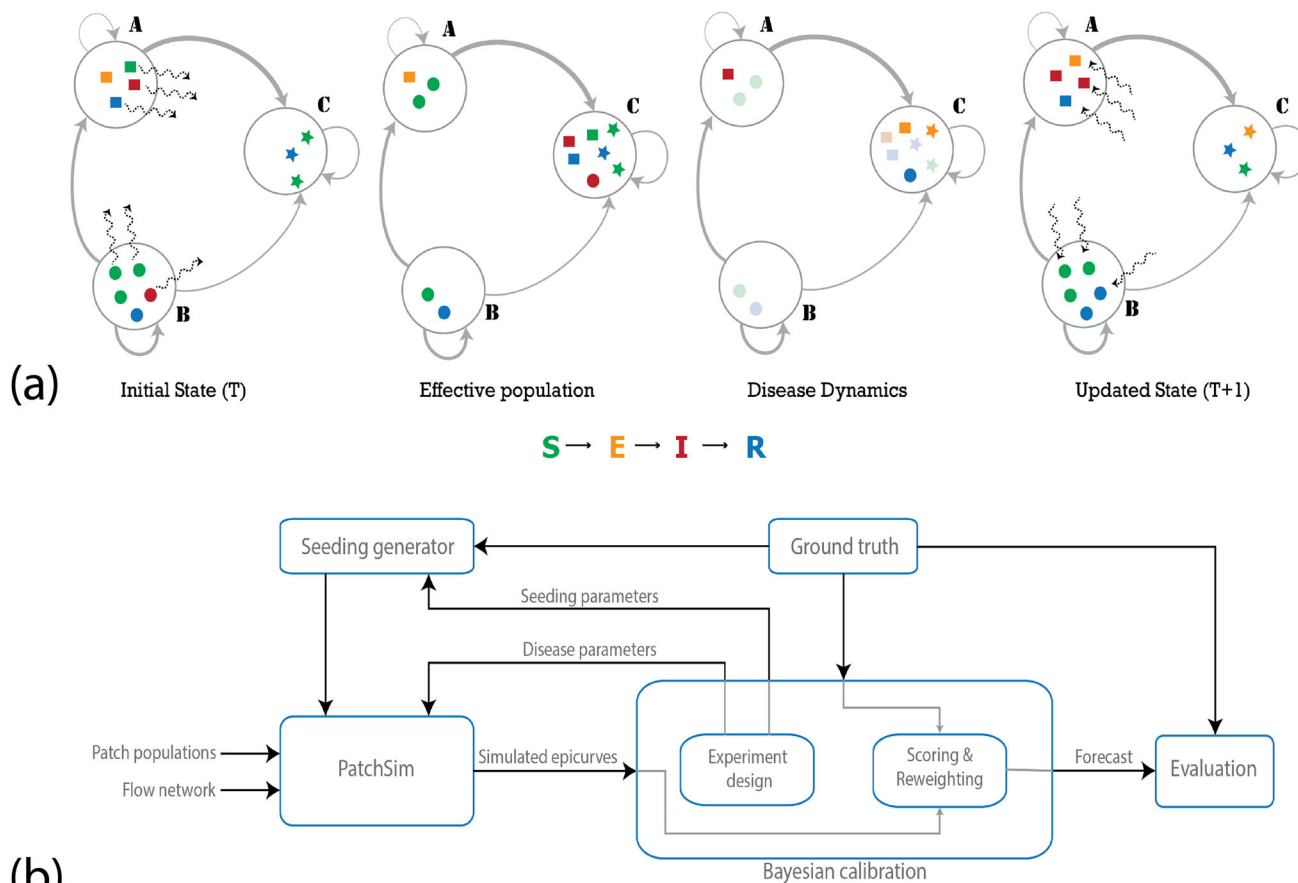 A
C
B
A
C
B
A
C
B
A
C
B
(a)
Initial State (T)
Effective population
Disease Dynamics
Updated State (T+1)
S → E → I → R
Seeding generator
Ground truth
Seeding parameters
Disease parameters
Patch populations
Flow network
PatchSim
Simulated epicurves
Experiment
design
Scoring &
Reweighting
Forecast
Evaluation
Bayesian calibration
(b)